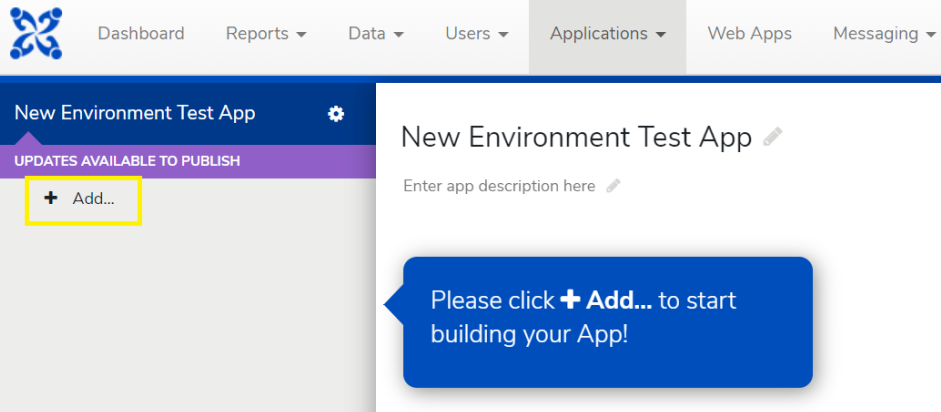 Dashboard Reports Data Users Applications Web Apps Messaging
New Environment Test App
UPDATES AVAILABLE TO PUBLISH
+ Add...
New Environment Test App
Enter app description here
Please click + Add... to start
building your App!